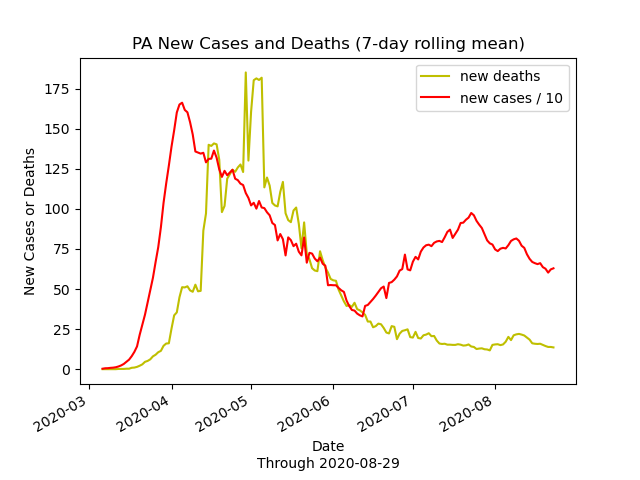 PA New Cases and Deaths (7-day rolling mean)
new deaths
new cases / 10
175
150
125
100
75
50
25
0
New Cases or Deaths
2020-03
2020-04
2020-05
2020-06
2020-07
2020-08
Date
Through 2020-08-29